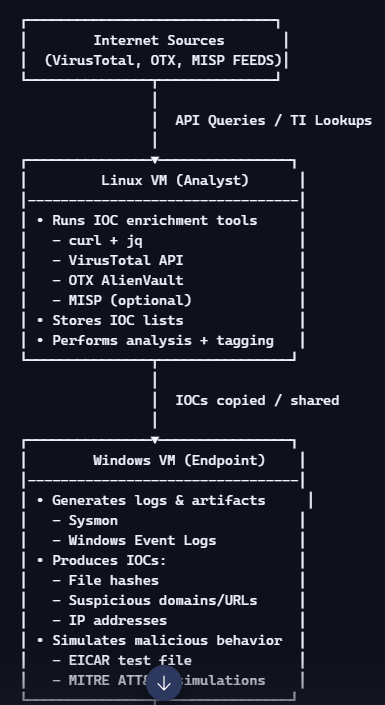 Internet Sources
(VirusTotal, OTX, MISP FEEDS)
API Queries / TI Lookups
Linux VM (Analyst)
• Runs IOC enrichment tools
– curl + jq
– VirusTotal API
– OTX AlienVault
– MISP (optional)
• Stores IOC lists
• Performs analysis + tagging
IOCs copied / shared
Windows VM (Endpoint)
• Generates logs & artifacts
– Sysmon
– Windows Event Logs
• Produces IOCs:
– File hashes
– Suspicious domains/URLs
– IP addresses
• Simulates malicious behavior
– EICAR test file
– MITRE simulations